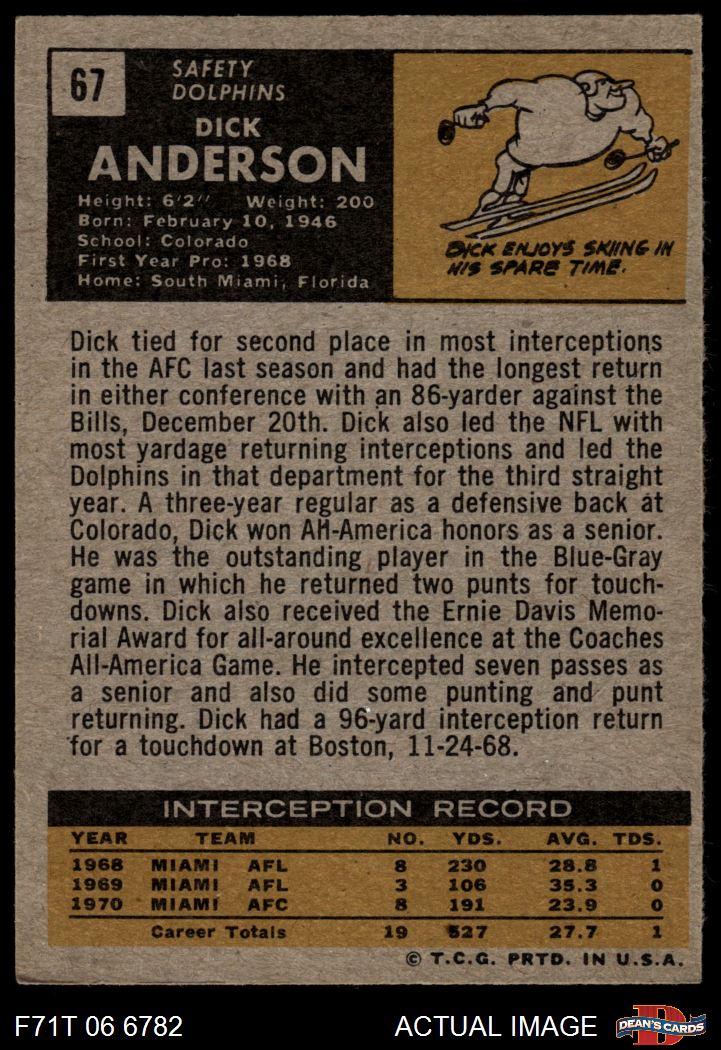 67
SAFETY
DOLPHINS
DICK
ANDERSON
Height: 6'2" Weight: 200
Born: February 10, 1946
School: Colorado
First Year Pro: 1968
Home: South Miami, Florida
DICK ENJOYS SKIING IN
HIS SPARE TIME.
Dick tied for second place in most interceptions
in the AFC last season and had the longest return
in either conference with an 86-yarder against the
Bills, December 20th. Dick also led the NFL with
most yardage returning interceptions and led the
Dolphins in that department for the third straight
year. A three-year regular as a defensive back at
Colorado, Dick won All-America honors as a senior.
He was the outstanding player in the Blue-Gray
game in which he returned two punts for touch-
downs. Dick also received the Ernie Davis Memo-
rial Award for all-around excellence at the Coaches
All-America Game. He intercepted seven passes as
a senior and also did some punting and punt
returning. Dick had a 96-yard interception return
for a touchdown at Boston, 11-24-68.
INTERCEPTION RECORD
YEAR TEAM NO. YDS. AVG. TDS.
1968 MIAMI AFL 8 230 28.8 1
1969 MIAMI AFL 3 106 35.3 0
1970 MIAMI AFC 8 191 23.9 0
Career Totals 19 527 27.7 1
© T.C.G. PRTD. IN U.S.A.
F71T 06 6782
ACTUAL IMAGE
D
DEAN'S CARDS